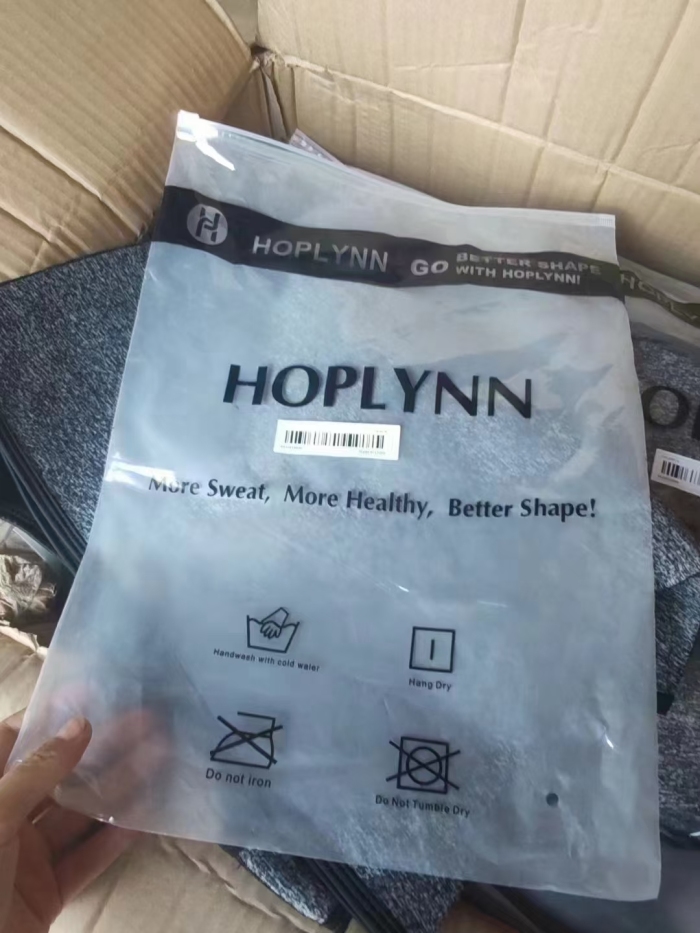 HOPLYNN GO BETTER SHAPE
WITH HOPLYNN!
HOPLYNN
More Sweat, More Healthy, Better Shape!
Handwash with cold water
Hang Dry
Do not iron
Do Not Tumble Dry